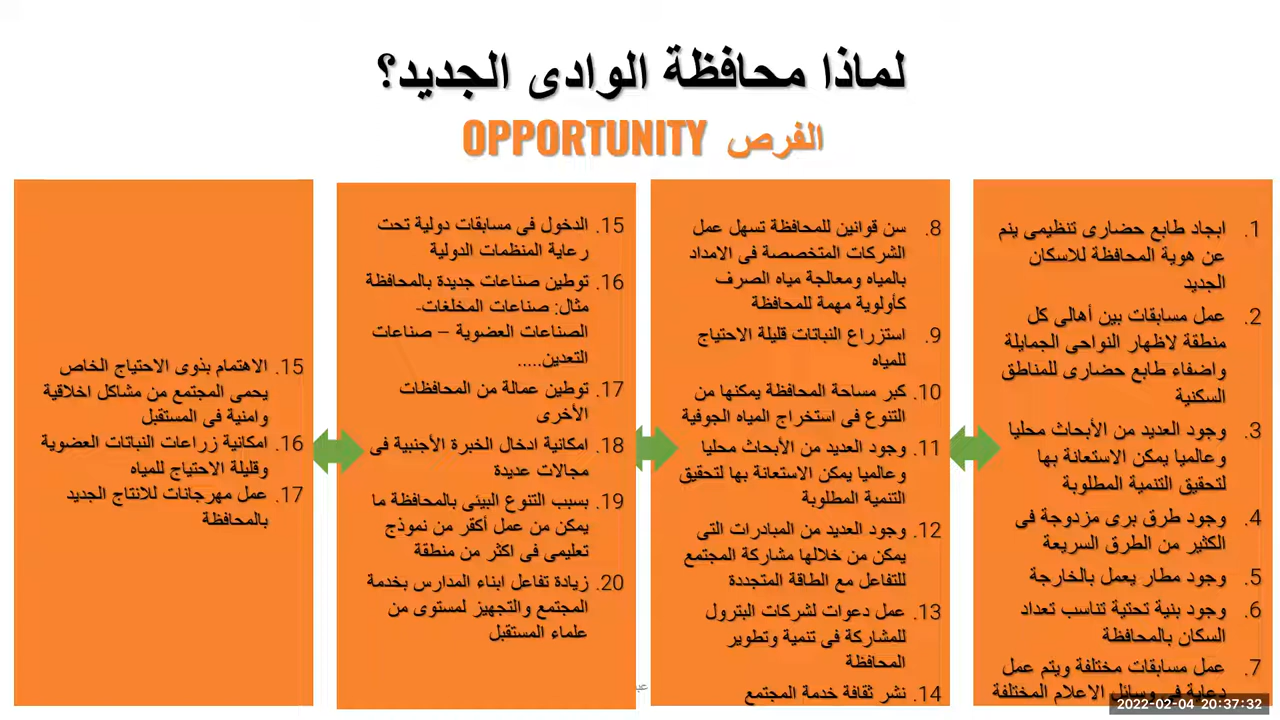 لماذا محافظة الوادى الجديد؟
الفرص OPPORTUNITY
1. ايجاد طابع حضارى تنظيمى ينم
عن هوية المحافظة للاسكان
الجديد
2. عمل مسابقات بين أهالى كل
منطقة لاظهار النواحى الجمايلة
واضفاء طابع حضارى للمناطق
السكنية
3. وجود العديد من الأبحاث محليا
وعالميا يمكن الاستعانة بها
لتحقيق التنمية المطلوبة
4. وجود طرق برى مزدوجة فى
الكثير من الطرق السريعة
5. وجود مطار يعمل بالخارجة
6. وجود بنية تحتية تناسب تعداد
السكان بالمحافظة
7. عمل مسابقات مختلفة ويتم عمل
دعاية فى وسائل الاعلام المختلفة
8. سن قوانين للمحافظة تسهل عمل
الشركات المتخصصة فى الامداد
بالمياه ومعالجة مياه الصرف
كأولوية مهمة للمحافظة
9. استزراع النباتات قليلة الاحتياج
للمياه
10. كبر مساحة المحافظة يمكنها من
التنوع فى استخراج المياه الجوفية
11. وجود العديد من الأبحاث محليا
وعالميا يمكن الاستعانة بها لتحقيق
التنمية المطلوبة
12. وجود العديد من المبادرات التى
يمكن من خلالها مشاركة المجتمع
للتفاعل مع الطاقة المتجددة
13. عمل دعوات لشركات البترول
للمشاركة فى تنمية وتطوير
المحافظة
14. نشر ثقافة خدمة المجتمع
15. الدخول فى مسابقات دولية تحت
رعاية المنظمات الدولية
16. توطين صناعات جديدة بالمحافظة
مثال: صناعات المخلفات-
الصناعات العضوية – صناعات
التعدين.....
17. توطين عمالة من المحافظات
الأخرى
18. امكانية ادخال الخبرة الأجنبية فى
مجالات عديدة
19. بسبب التنوع البيئى بالمحافظة ما
يمكن من عمل أكقر من نموذج
تعليمى فى اكثر من منطقة
20. زيادة تفاعل ابناء المدارس بخدمة
المجتمع والتجهيز لمستوى من
علماء المستقبل
15. الاهتمام بذوى الاحتياج الخاص
يحمى المجتمع من مشاكل اخلاقية
وامنية فى المستقبل
16. امكانية زراعات النباتات العضوية
وقليلة الاحتياج للمياه
17. عمل مهرجانات للانتاج الجديد
بالمحافظة
2022-02-04 20:37:32